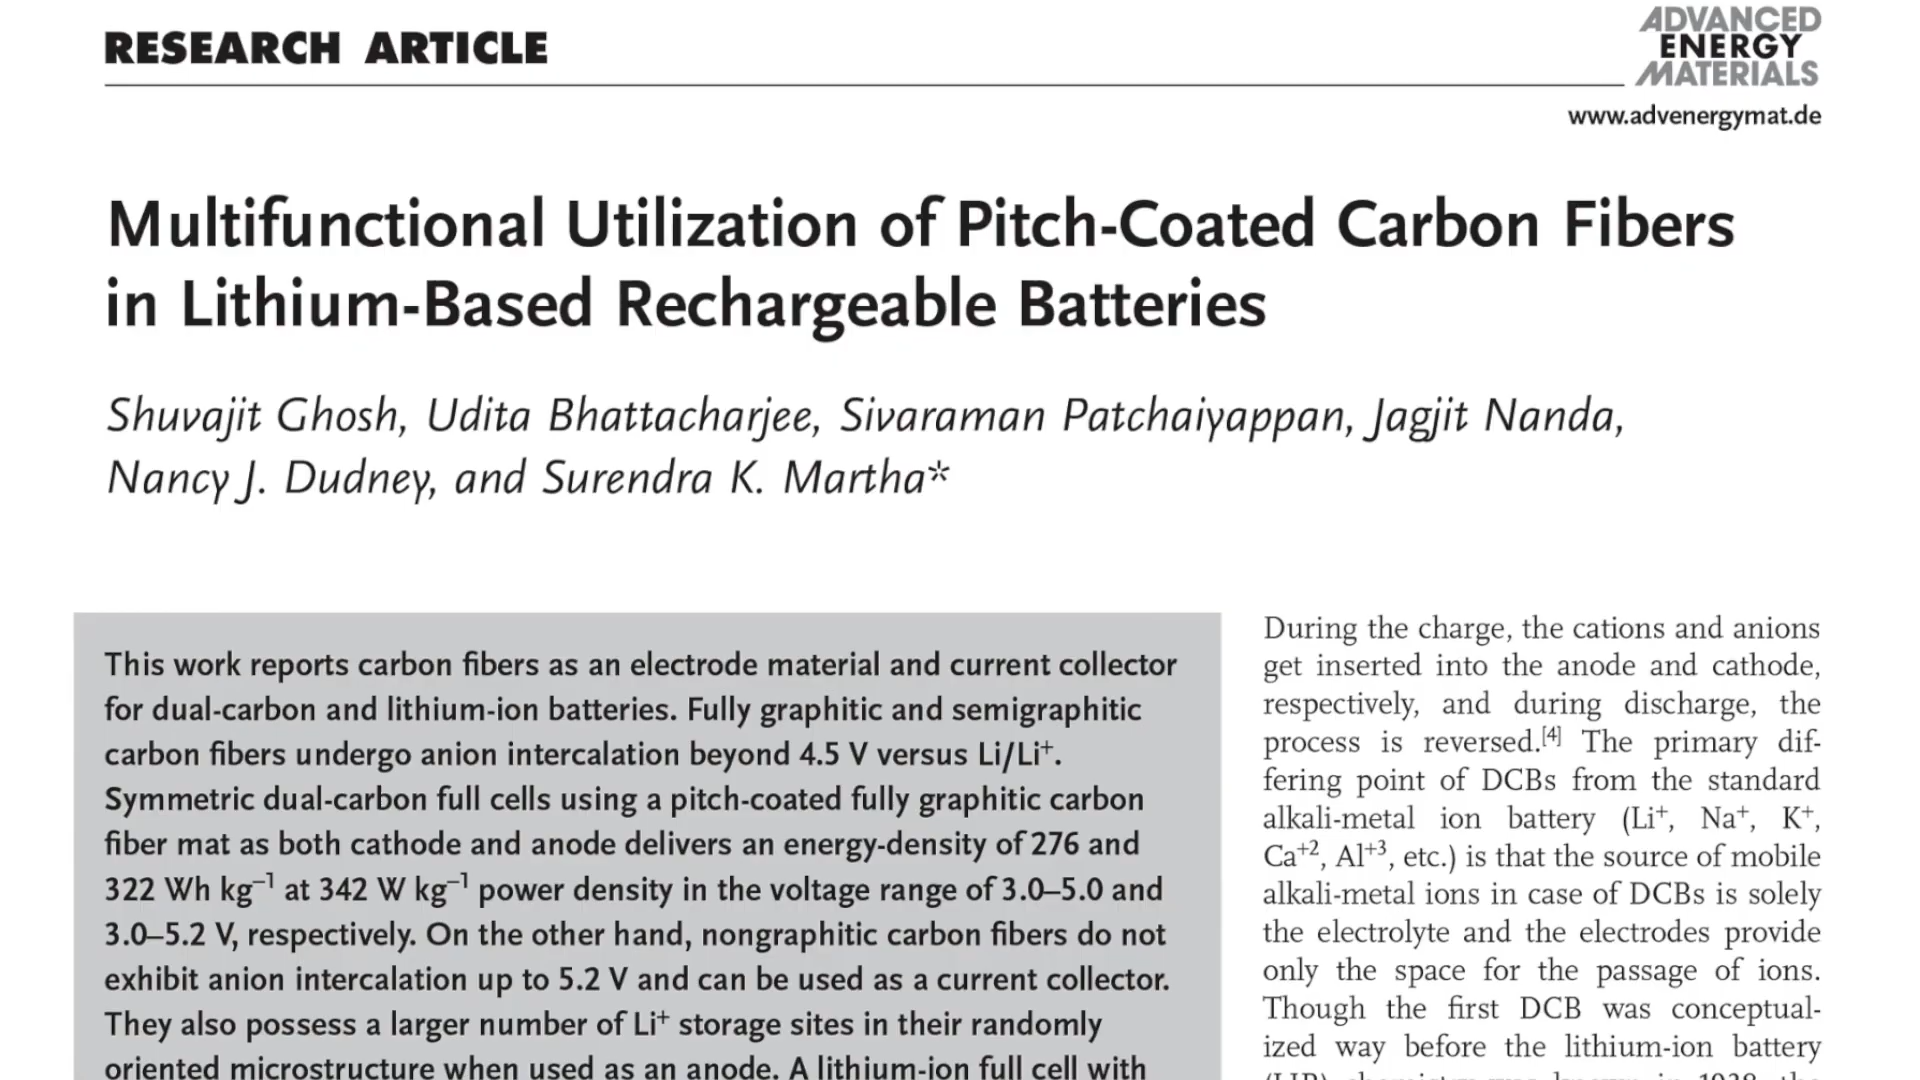 RESEARCH ARTICLE
ADVANCED
ENERGY
MATERIALS
www.advenergymat.de
Multifunctional Utilization of Pitch-Coated Carbon Fibers
in Lithium-Based Rechargeable Batteries
Shuvajit Ghosh, Udita Bhattacharjee, Sivaraman Patchaiyappan, Jagjit Nanda,
Nancy J. Dudney, and Surendra K. Martha*
This work reports carbon fibers as an electrode material and current collector
for dual-carbon and lithium-ion batteries. Fully graphitic and semigraphitic
carbon fibers undergo anion intercalation beyond 4.5 V versus Li/Li⁺.
Symmetric dual-carbon full cells using a pitch-coated fully graphitic carbon
fiber mat as both cathode and anode delivers an energy-density of 276 and
322 Wh kg⁻¹ at 342 W kg⁻¹ power density in the voltage range of 3.0–5.0 and
3.0–5.2 V, respectively. On the other hand, nongraphitic carbon fibers do not
exhibit anion intercalation up to 5.2 V and can be used as a current collector.
They also possess a larger number of Li⁺ storage sites in their randomly
oriented microstructure when used as an anode. A lithium-ion full cell with
During the charge, the cations and anions
get inserted into the anode and cathode,
respectively, and during discharge, the
process is reversed.[4] The primary dif-
fering point of DCBs from the standard
alkali-metal ion battery (Li⁺, Na⁺, K⁺,
Ca⁺², Al⁺³, etc.) is that the source of mobile
alkali-metal ions in case of DCBs is solely
the electrolyte and the electrodes provide
only the space for the passage of ions.
Though the first DCB was conceptual-
ized way before the lithium-ion battery